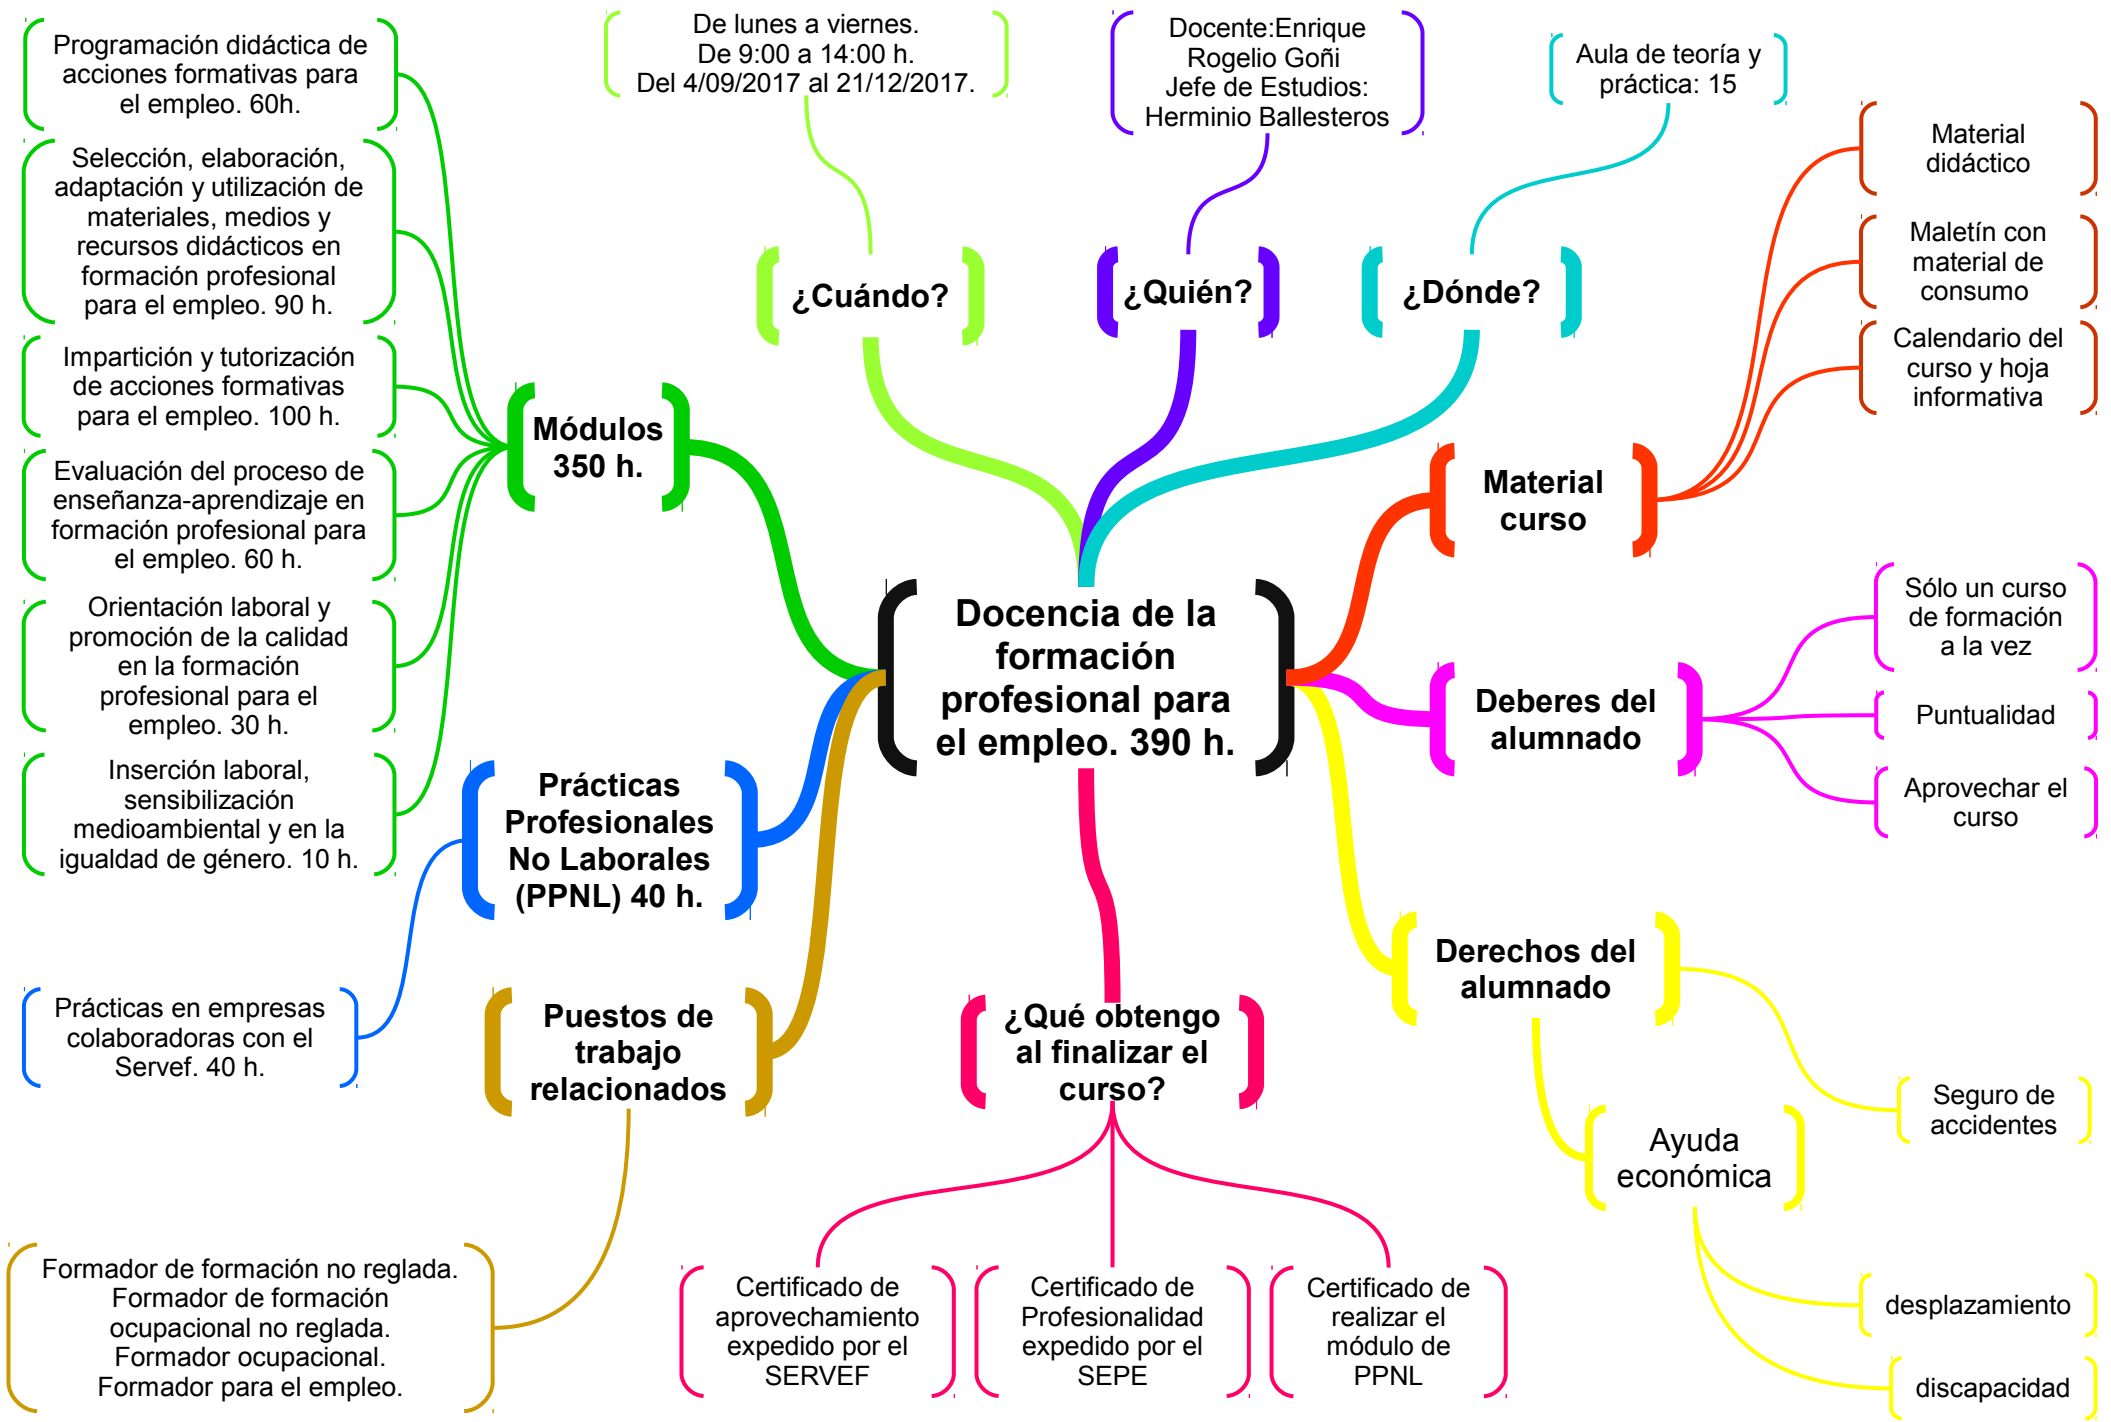 Programación didáctica de
acciones formativas para
el empleo. 60h.
Selección, elaboración,
adaptación y utilización de
materiales, medios y
recursos didácticos en
formación profesional
para el empleo. 90 h.
Impartición y tutorización
de acciones formativas
para el empleo. 100 h.
Evaluación del proceso de
enseñanza-aprendizaje en
formación profesional para
el empleo. 60 h.
Orientación laboral y
promoción de la calidad
en la formación
profesional para el
empleo. 30 h.
Inserción laboral,
sensibilización
medioambiental y en la
igualdad de género. 10 h.
Módulos
350 h.
De lunes a viernes.
De 9:00 a 14:00 h.
Del 4/09/2017 al 21/12/2017.
¿Cuándo?
Docente:Enrique
Rogelio Goñi
Jefe de Estudios:
Herminio Ballesteros
¿Quién?
Aula de teoría y
práctica: 15
¿Dónde?
Material
didáctico
Maletín con
material de
consumo
Calendario del
curso y hoja
informativa
Material
curso
Docencia de la
formación
profesional para
el empleo. 390 h.
Sólo un curso
de formación
a la vez
Puntualidad
Aprovechar el
curso
Deberes del
alumnado
Prácticas
Profesionales
No Laborales
(PPNL) 40 h.
Prácticas en empresas
colaboradoras con el
Servef. 40 h.
Puestos de
trabajo
relacionados
Formador de formación no reglada.
Formador de formación
ocupacional no reglada.
Formador ocupacional.
Formador para el empleo.
¿Qué obtengo
al finalizar el
curso?
Certificado de
aprovechamiento
expedido por el
SERVEF
Certificado de
Profesionalidad
expedido por el
SEPE
Certificado de
realizar el
módulo de
PPNL
Derechos del
alumnado
Seguro de
accidentes
Ayuda
económica
desplazamiento
discapacidad